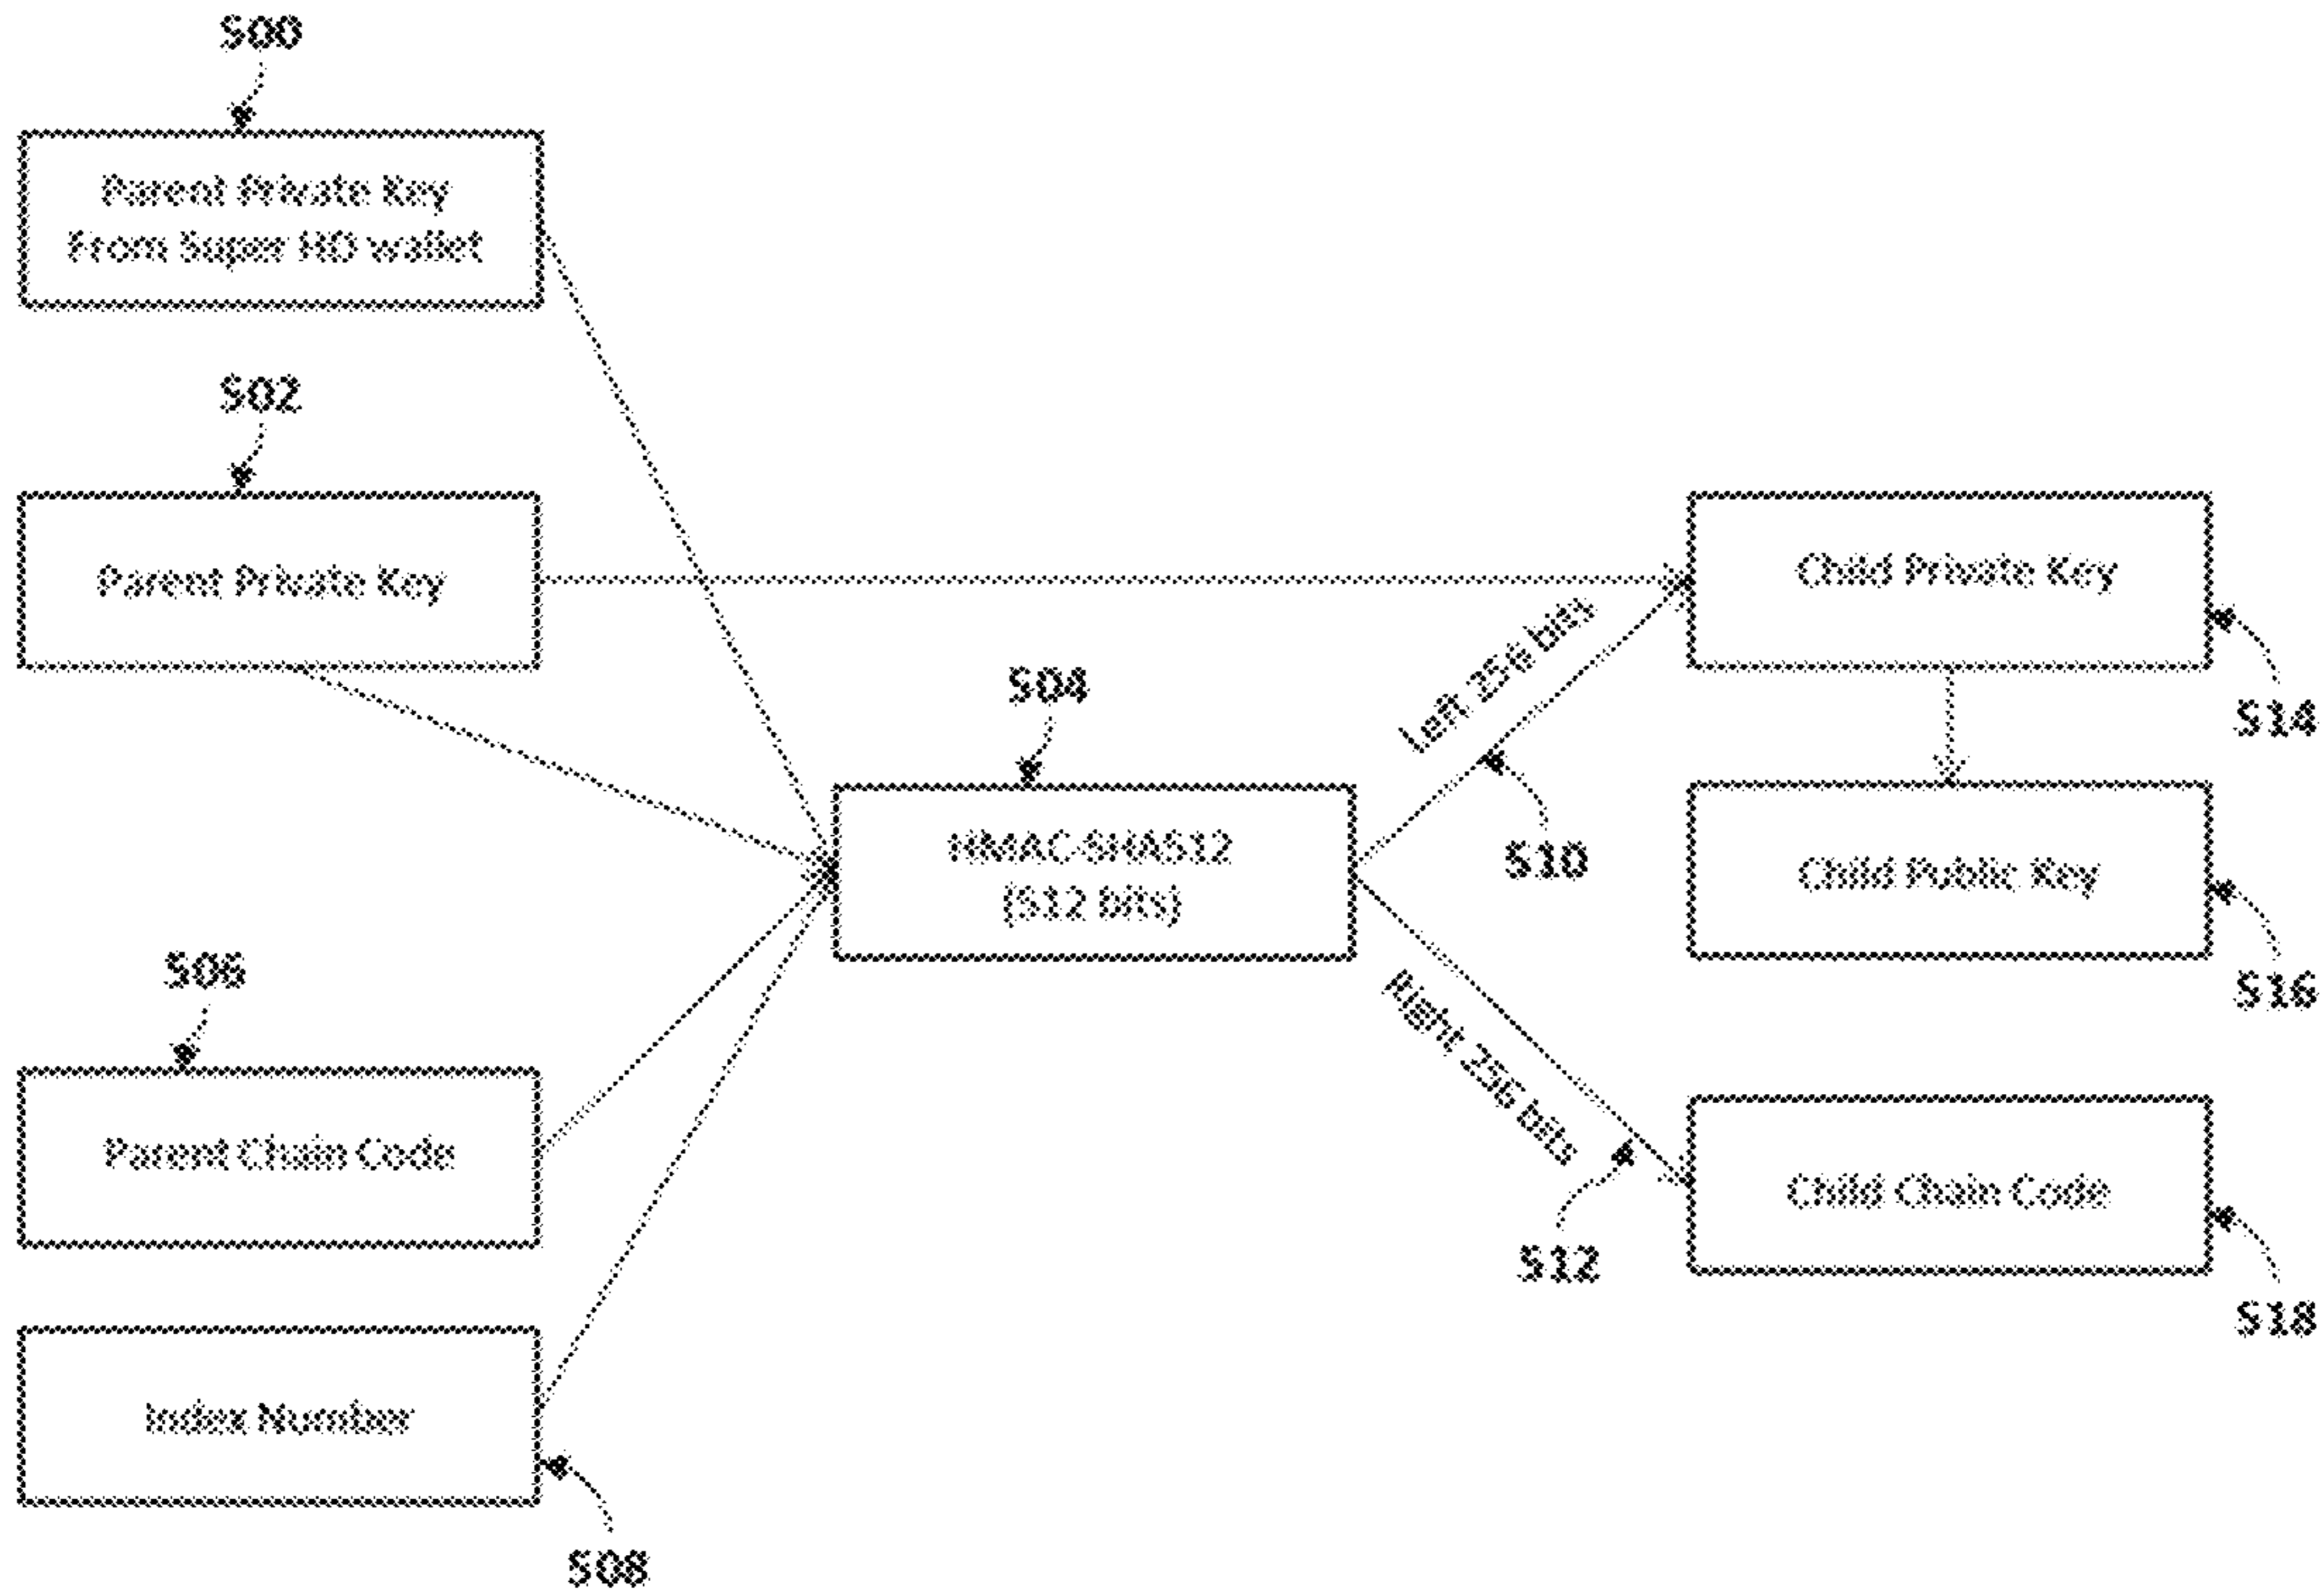 500
Parent Private Key
From Super HD wallet
502
Parent Private Key
Child Private Key
Left 256 bits
504
514
HMAC-SHA512
(512 bits)
510
Child Public Key
506
516
Right 256 bits
Parent Chain Code
Child Chain Code
512
518
Index Number
508